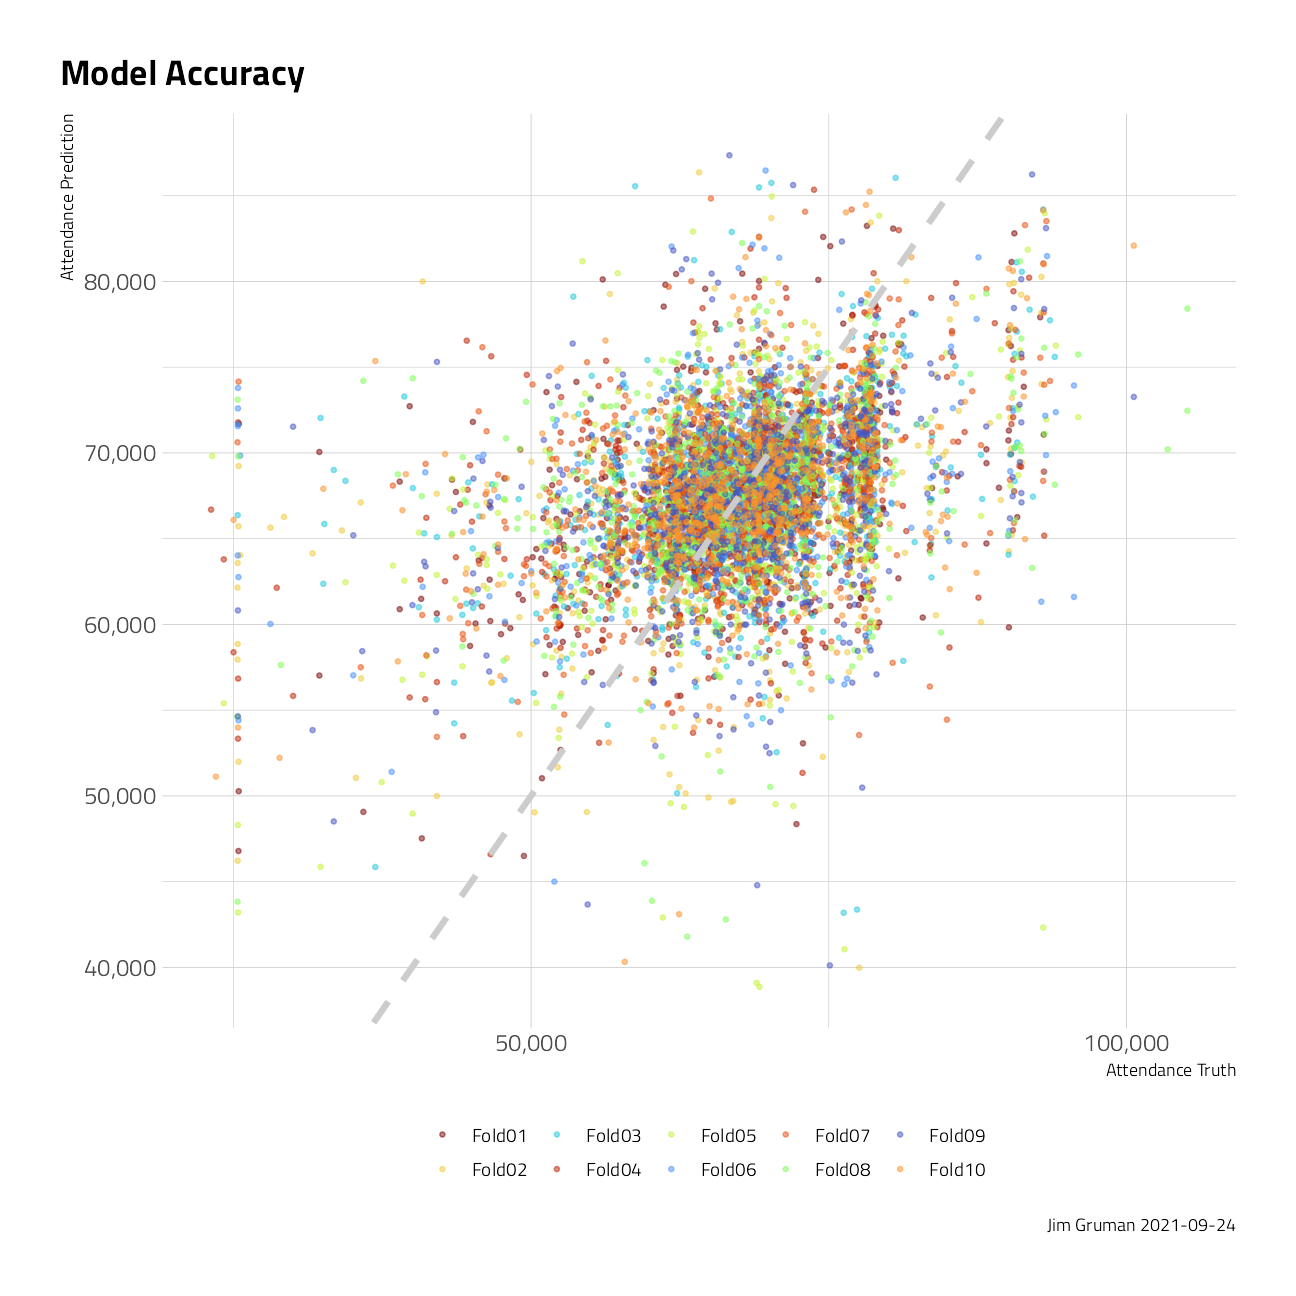 Model Accuracy
Attendance Prediction
80,000
70,000
60,000
50,000
40,000
50,000 100,000
Attendance Truth
Fold01 Fold03 Fold05 Fold07 Fold09
Fold02 Fold04 Fold06 Fold08 Fold10
Jim Gruman 2021-09-24